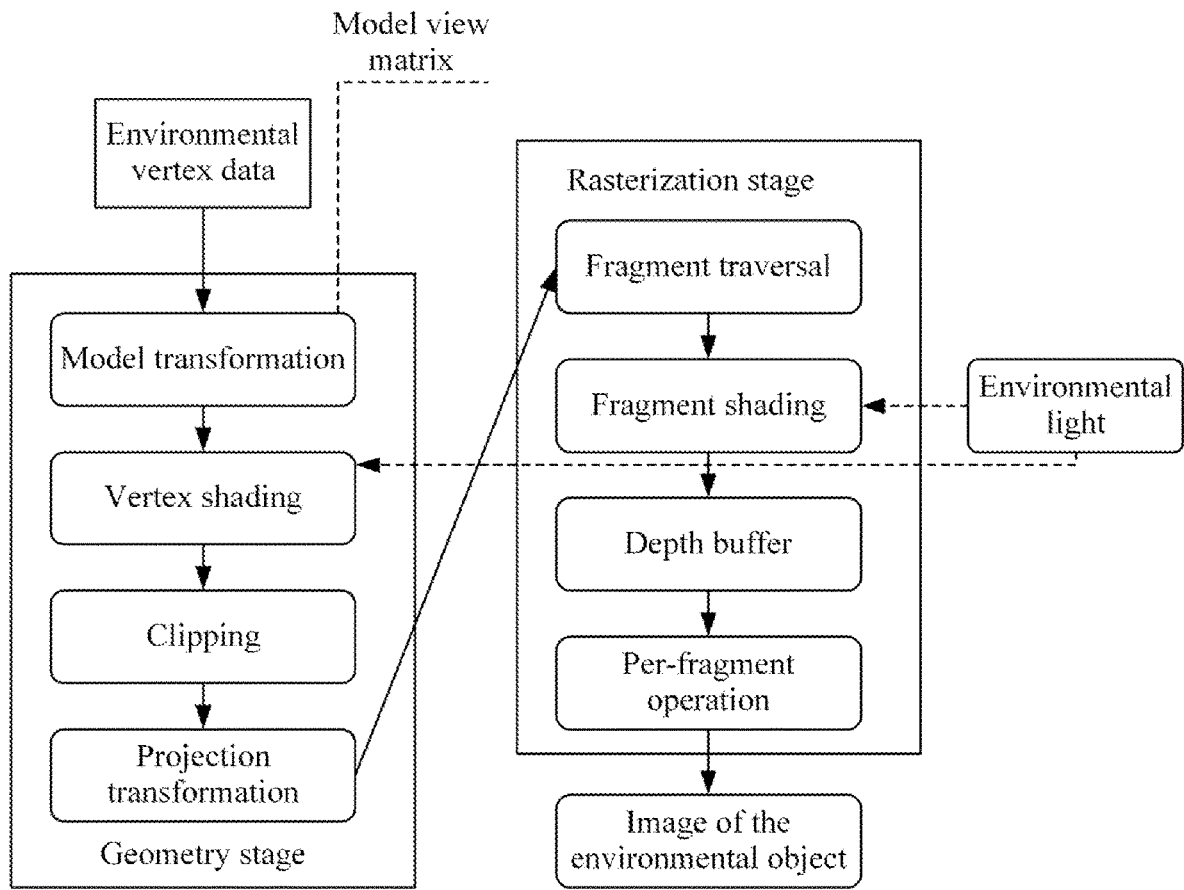 Model view
matrix
Environmental
vertex data
Model transformation
Vertex shading
Clipping
Projection
transformation
Geometry stage
Rasterization stage
Fragment traversal
Fragment shading
Depth buffer
Per-fragment
operation
Image of the
environmental object
Environmental
light